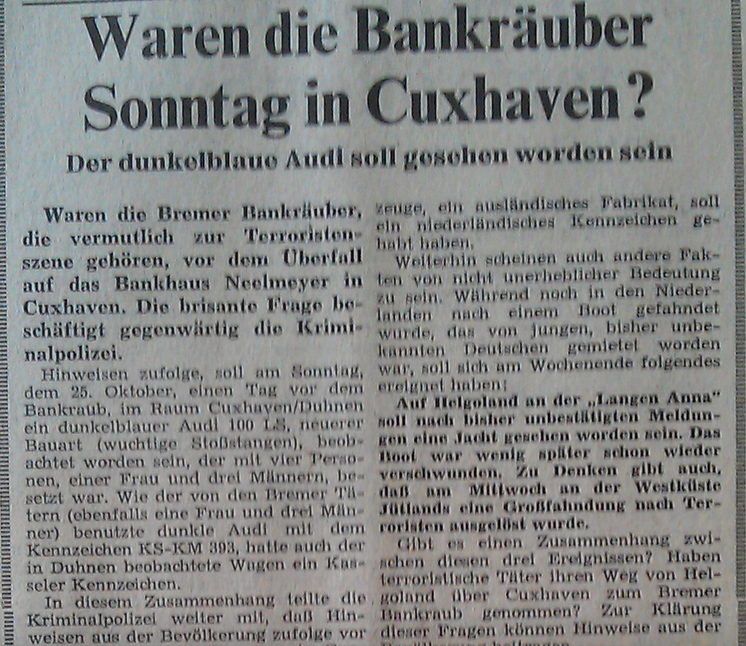 Waren die Bankräuber
Sonntag in Cuxhaven?
Der dunkelblaue Audi soll gesehen worden sein
Waren die Bremer Bankräuber,
die vermutlich zur Terroristen-
szene gehören, vor dem Überfall
auf das Bankhaus Neelmeyer in
Cuxhaven. Die brisante Frage be-
schäftigt gegenwärtig die Krimi-
nalpolizei.
Hinweisen zufolge, soll am Sonntag,
dem 25. Oktober, einen Tag vor dem
Bankraub, im Raum Cuxhaven/Duhnen
ein dunkelblauer Audi 100 LS, neuerer
Bauart (wuchtige Stoßstangen), beob-
achtet worden sein, der mit vier Perso-
nen, einer Frau und drei Männern, be-
setzt war. Wie der von den Bremer Tä-
tern (ebenfalls eine Frau und drei Män-
ner) benutzte dunkle Audi mit dem
Kennzeichen KS-KM 393, hatte auch der
in Duhnen beobachtete Wagen ein Kas-
seler Kennzeichen.
In diesem Zusammenhang teilte die
Kriminalpolizei weiter mit, daß Hin-
weisen aus der Bevölkerung zufolge vor
zeuge, ein ausländisches Fabrikat, soll
ein niederländisches Kennzeichen ge-
habt haben.
Weiterhin scheinen auch andere Fak-
ten von nicht unerheblicher Bedeutung
zu sein. Während noch in den Nieder-
landen nach einem Boot gefahndet
wurde, das von jungen, bisher unbe-
kannten Deutschen gemietet worden
war, soll sich am Wochenende folgendes
ereignet haben:
Auf Helgoland an der „Langen Anna"
soll nach bisher unbestätigten Meldun-
gen eine Jacht gesehen worden sein. Das
Boot war wenig später schon wieder
verschwunden. Zu Denken gibt auch,
daß am Mittwoch an der Westküste
Jütlands eine Großfahndung nach Ter-
roristen ausgelöst wurde.
Gibt es einen Zusammenhang zwi-
schen diesen drei Ereignissen? Haben
terroristische Täter ihren Weg von Hel-
goland über Cuxhaven zum Bremer
Bankraub genommen? Zur Klärung
dieser Fragen können Hinweise aus der